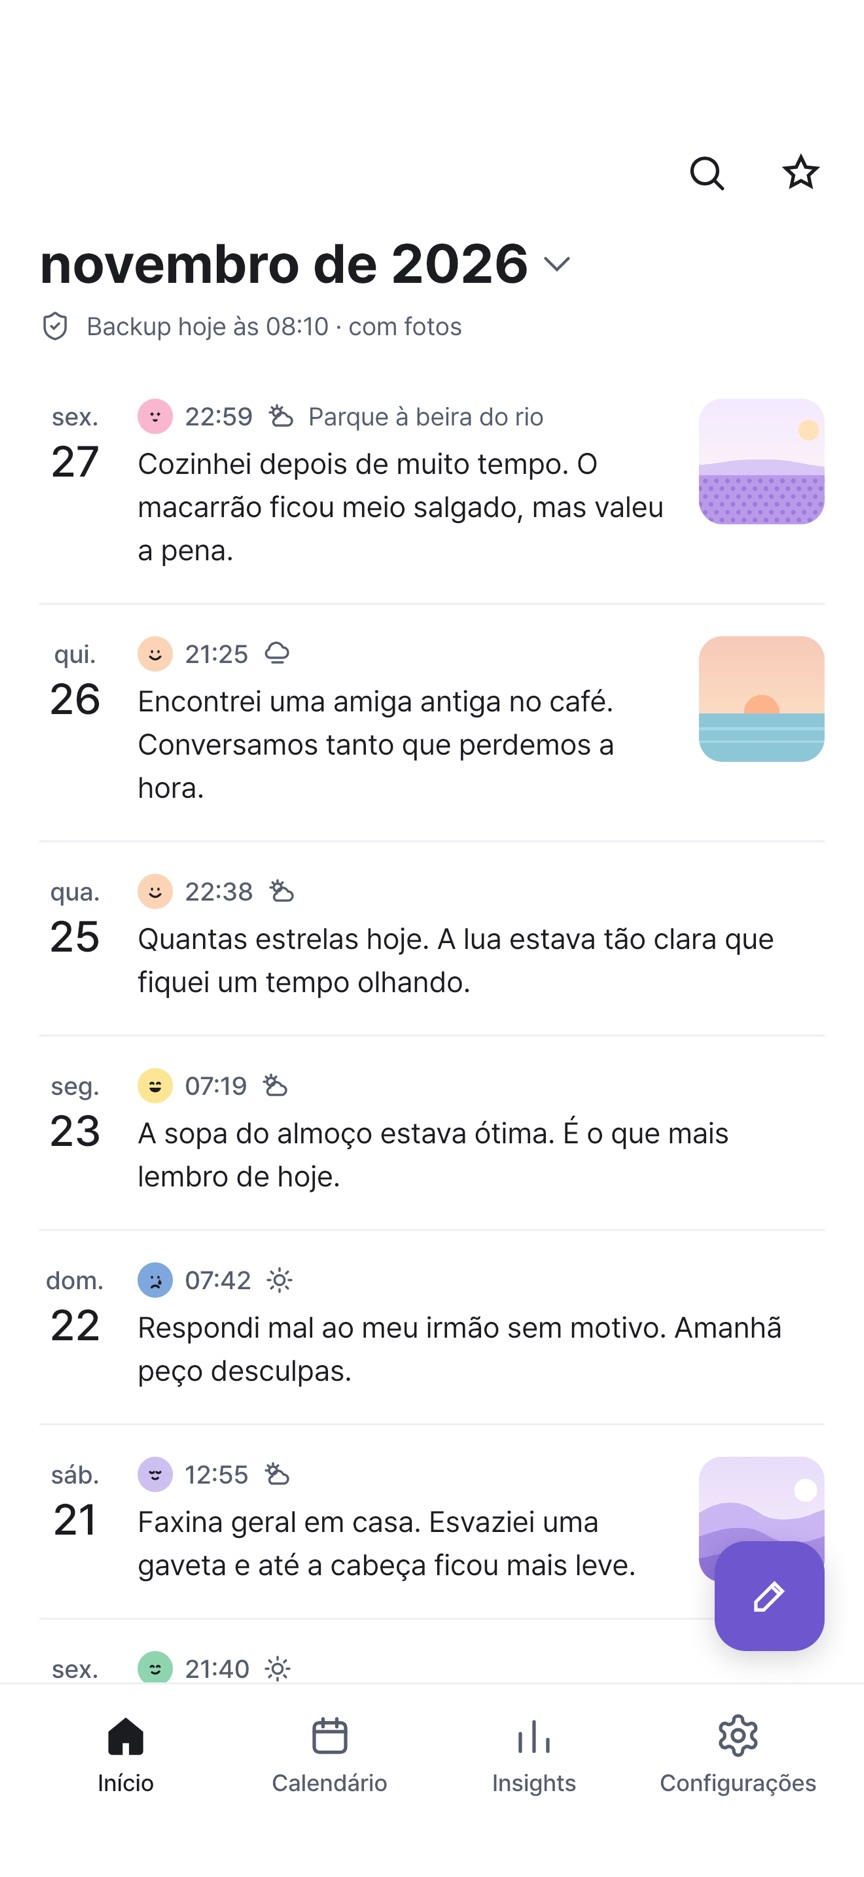 novembro de 2026
Backup hoje às 08:10 · com fotos
sex.
27
22:59 Parque à beira do rio
Cozinhei depois de muito tempo. O
macarrão ficou meio salgado, mas valeu
a pena.
qui.
26
21:25
Encontrei uma amiga antiga no café.
Conversamos tanto que perdemos a
hora.
qua.
25
22:38
Quantas estrelas hoje. A lua estava tão clara que
fiquei um tempo olhando.
seg.
23
07:19
A sopa do almoço estava ótima. É o que mais
lembro de hoje.
dom.
22
07:42
Respondi mal ao meu irmão sem motivo. Amanhã
peço desculpas.
sáb.
21
12:55
Faxina geral em casa. Esvaziei uma
gaveta e até a cabeça ficou mais leve.
sex.
21:40
Início
Calendário
Insights
Configurações